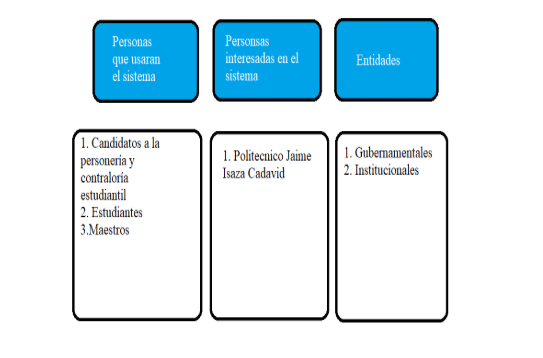 Personas
que usaran
el sistema
Personsas
interesadas en el
sistema
Entidades
1. Candidatos a la
personería y
contraloría
estudiantil
2. Estudiantes
3.Maestros
1. Politecnico Jaime
Isaza Cadavid
1. Gubernamentales
2. Institucionales